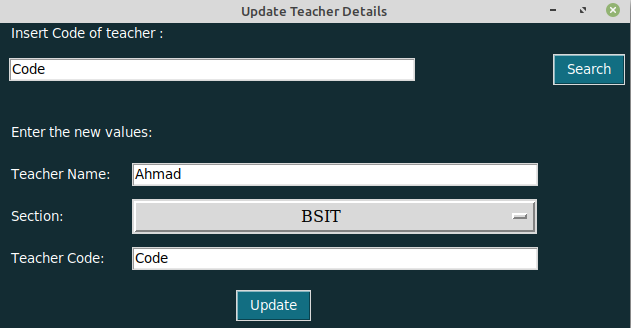 Update Teacher Details
Insert Code of teacher :
Code
Search
Enter the new values:
Teacher Name: Ahmad
Section: BSIT
Teacher Code: Code
Update